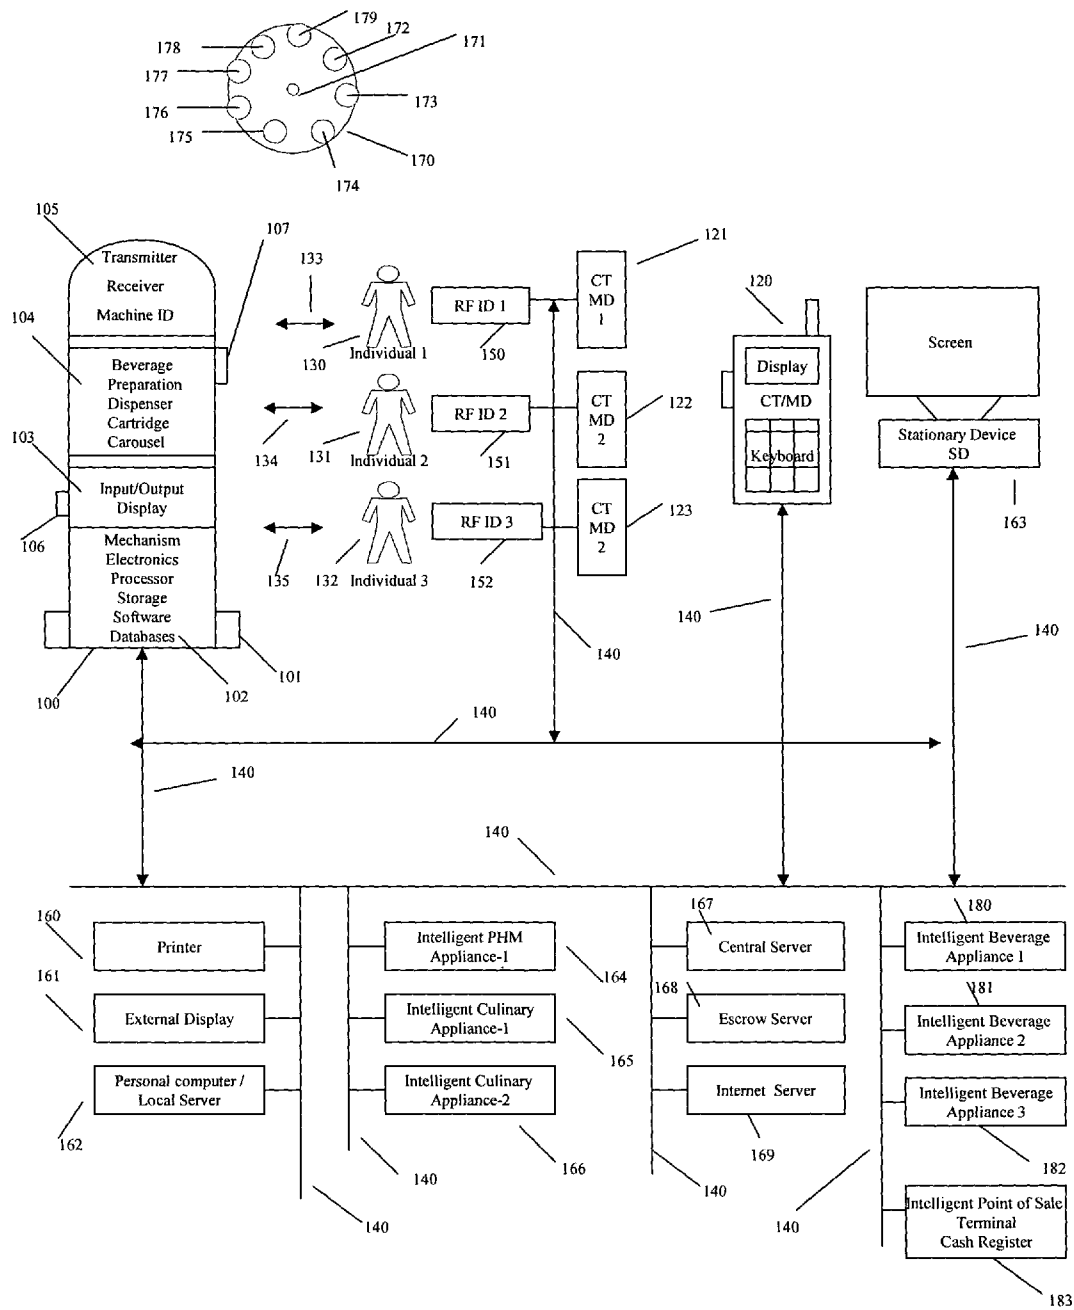 179
178
172
171
177
173
176
175
170
174
105
107
121
133
120
Transmitter
Receiver
Machine ID
104
CT
MD
1
RF ID 1
130
Individual 1
150
Screen
Display
CT/MD
Keyboard
Beverage
Preparation
Dispenser
Cartridge
Carousel
103
134
131
Individual 2
RF ID 2
151
CT
MD
2
122
Stationary Device
SD
163
Input/Output
Display
106
135
132
Individual 3
RF ID 3
152
CT
MD
2
123
Mechanism
Electronics
Processor
Storage
Software
Databases
100
102
101
140
140
140
140
140
140
160
Printer
161
External Display
Personal computer /
Local Server
162
140
Intelligent PHM
Appliance-1
164
Intelligent Culinary
Appliance-1
165
Intelligent Culinary
Appliance-2
166
140
167
Central Server
168
Escrow Server
Internet Server
169
140
180
Intelligent Beverage
Appliance 1
181
Intelligent Beverage
Appliance 2
Intelligent Beverage
Appliance 3
182
140
Intelligent Point of Sale
Terminal
Cash Register
183